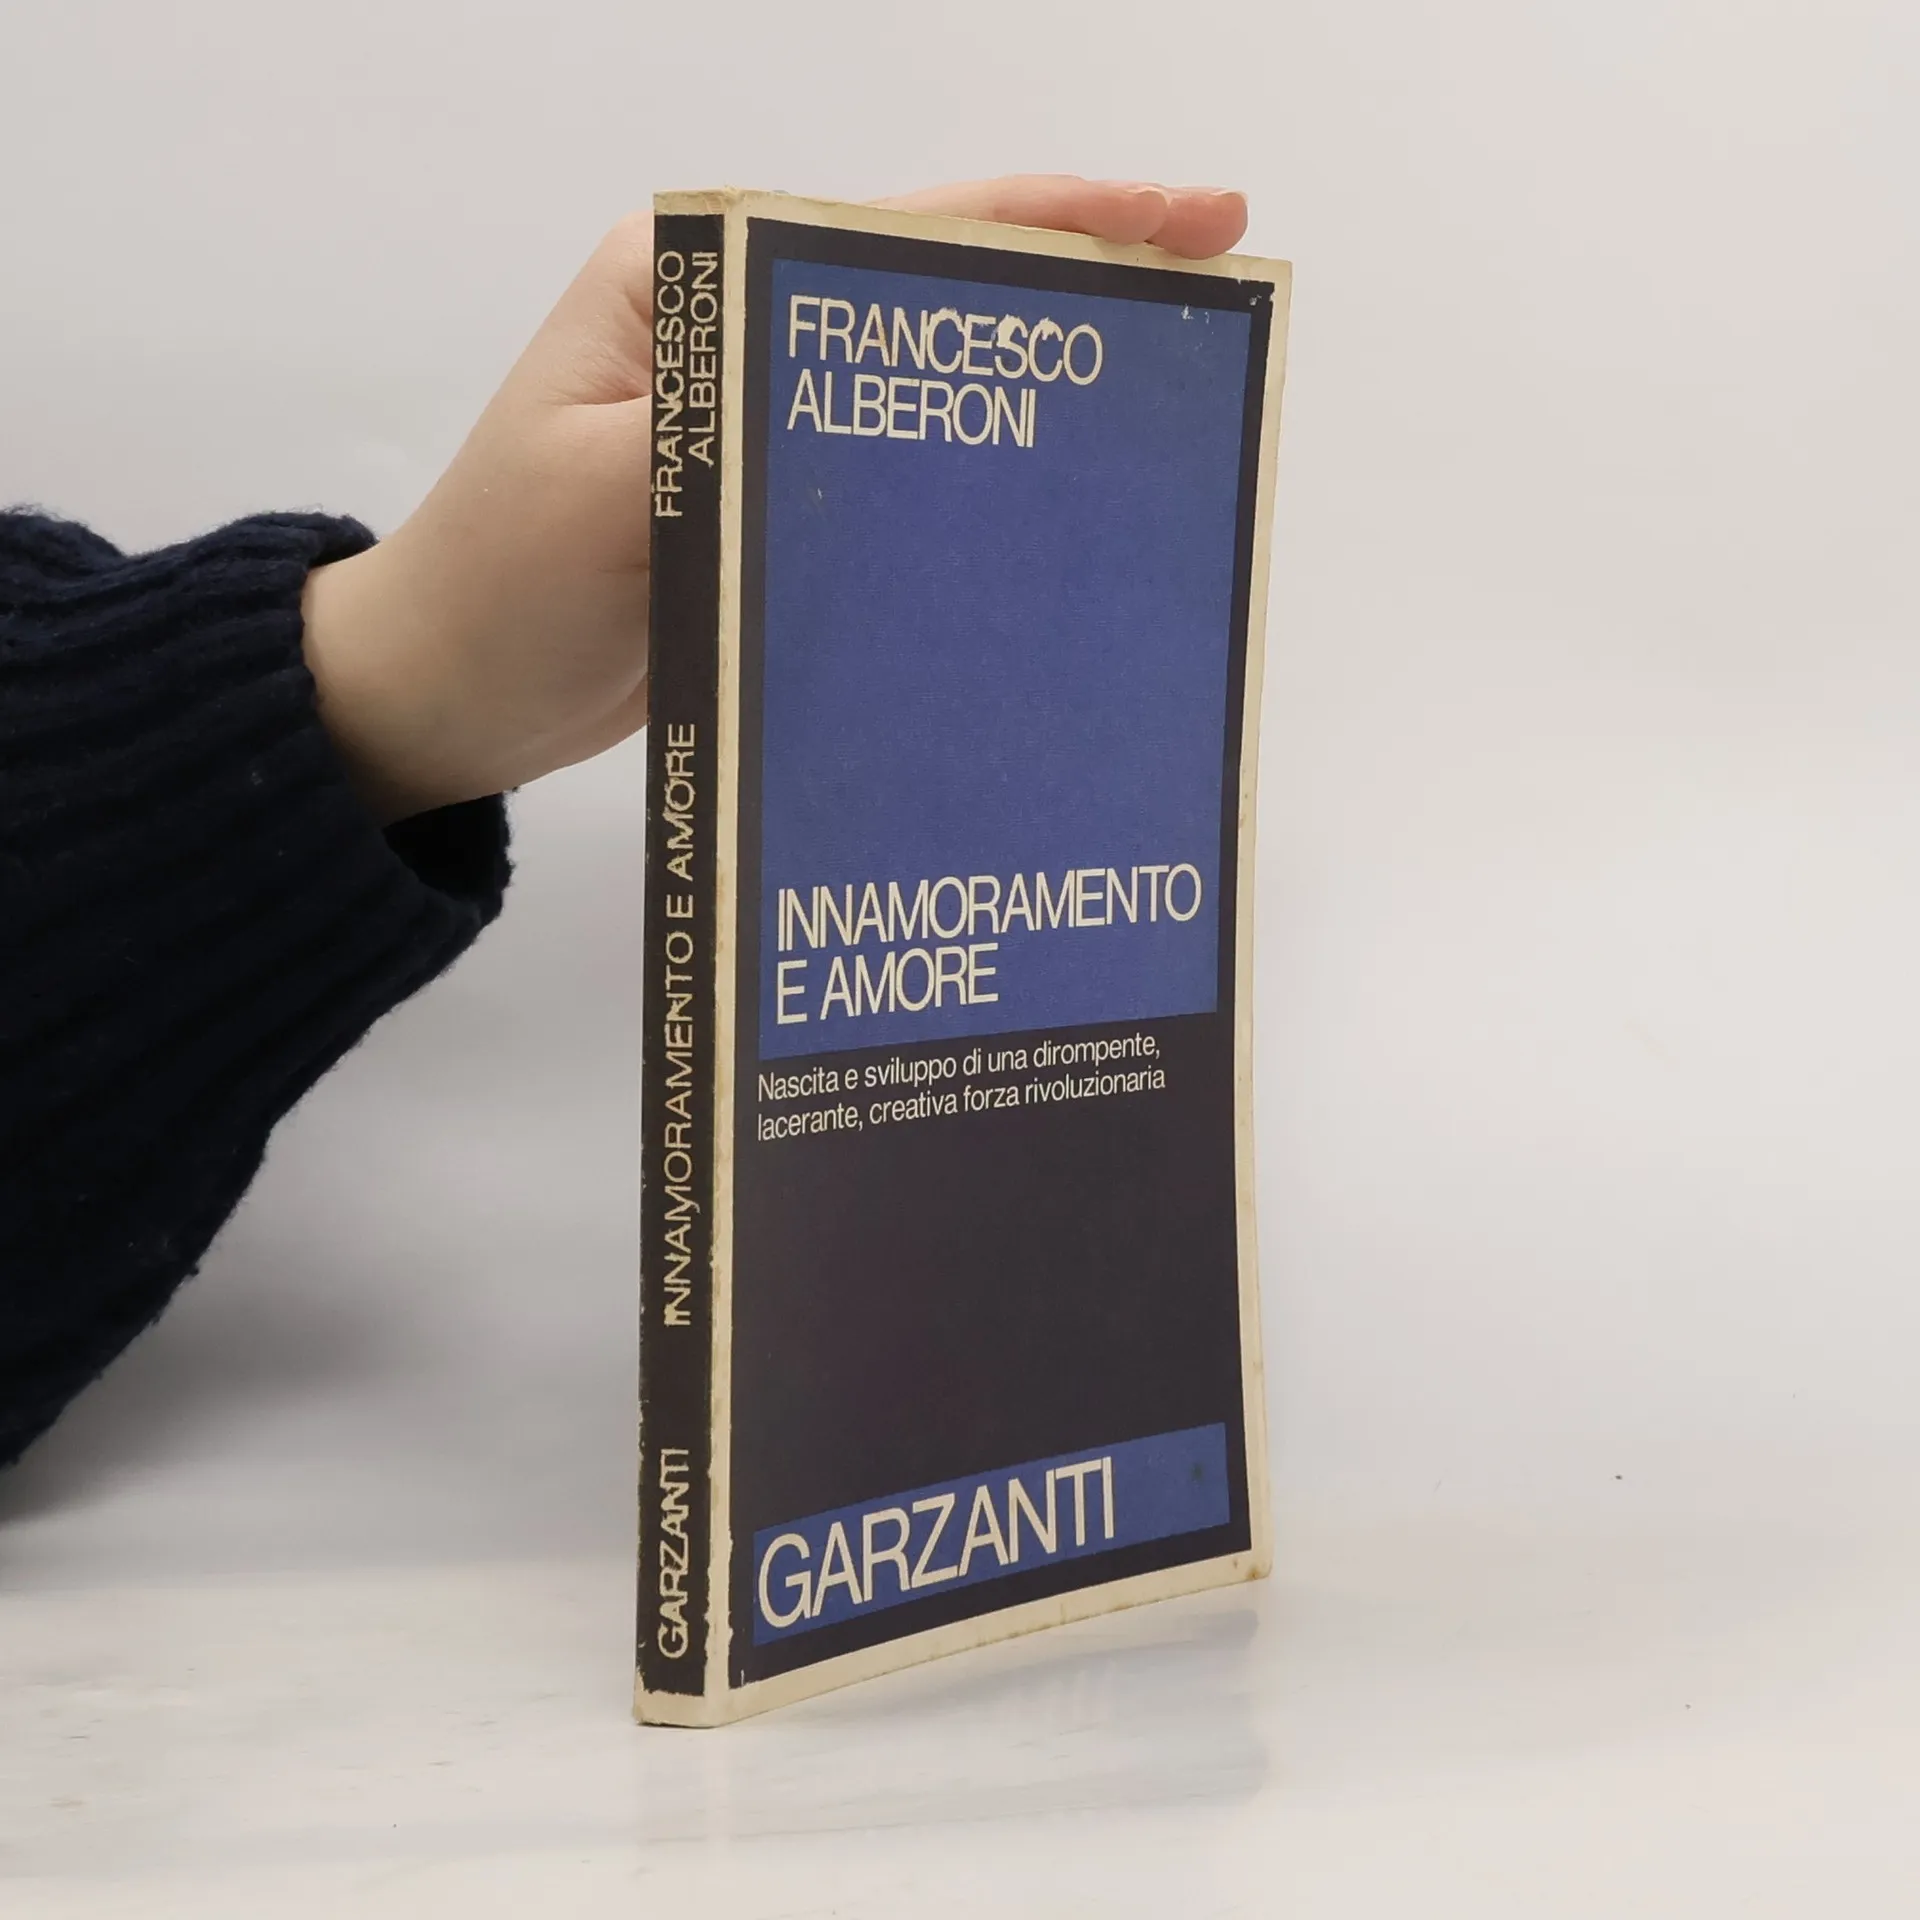 FRANCESCO
ALBERONI
INNAMORAMENTO E AMORE
GARZANTI
FRANCESCO
ALBERONI
INNAMORAMENTO
E AMORE
Nascita e sviluppo di una dirompente,
lacerante, creativa forza rivoluzionaria
GARZANTI